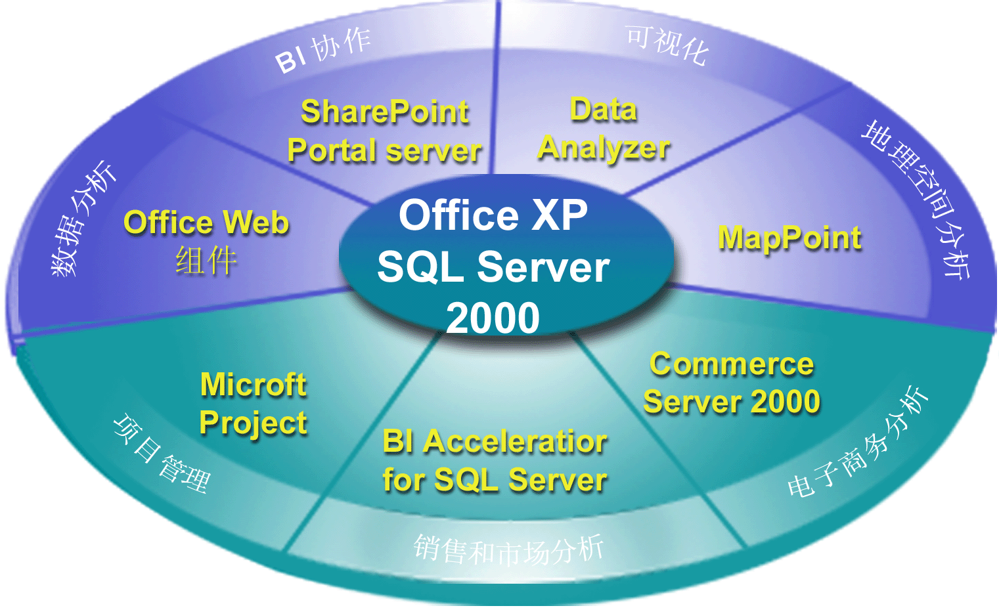 BI 协作
可视化
SharePoint
Portal server
Data
Analyzer
地理空间分析
数据分析
Office Web
组件
Office XP
SQL Server
2000
MapPoint
Microft
Project
项目管理
BI Acceleratior
for SQL Server
销售和市场分析
Commerce
Server 2000
电子商务分析